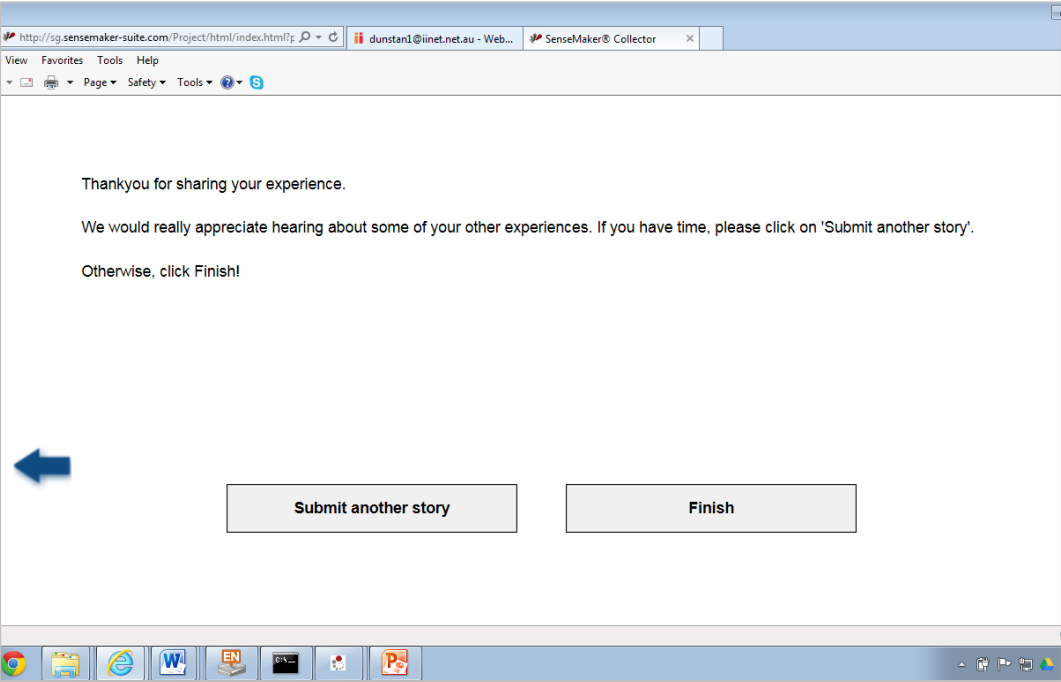 http://sg.sensemaker-suite.com/Project/html/index.html?p
dunstan1@iinet.net.au - Web...
SenseMaker® Collector
View Favorites Tools Help
Page Safety Tools
Thankyou for sharing your experience.
We would really appreciate hearing about some of your other experiences. If you have time, please click on 'Submit another story'.
Otherwise, click Finish!
Submit another story
Finish
W
EN
C:\
P